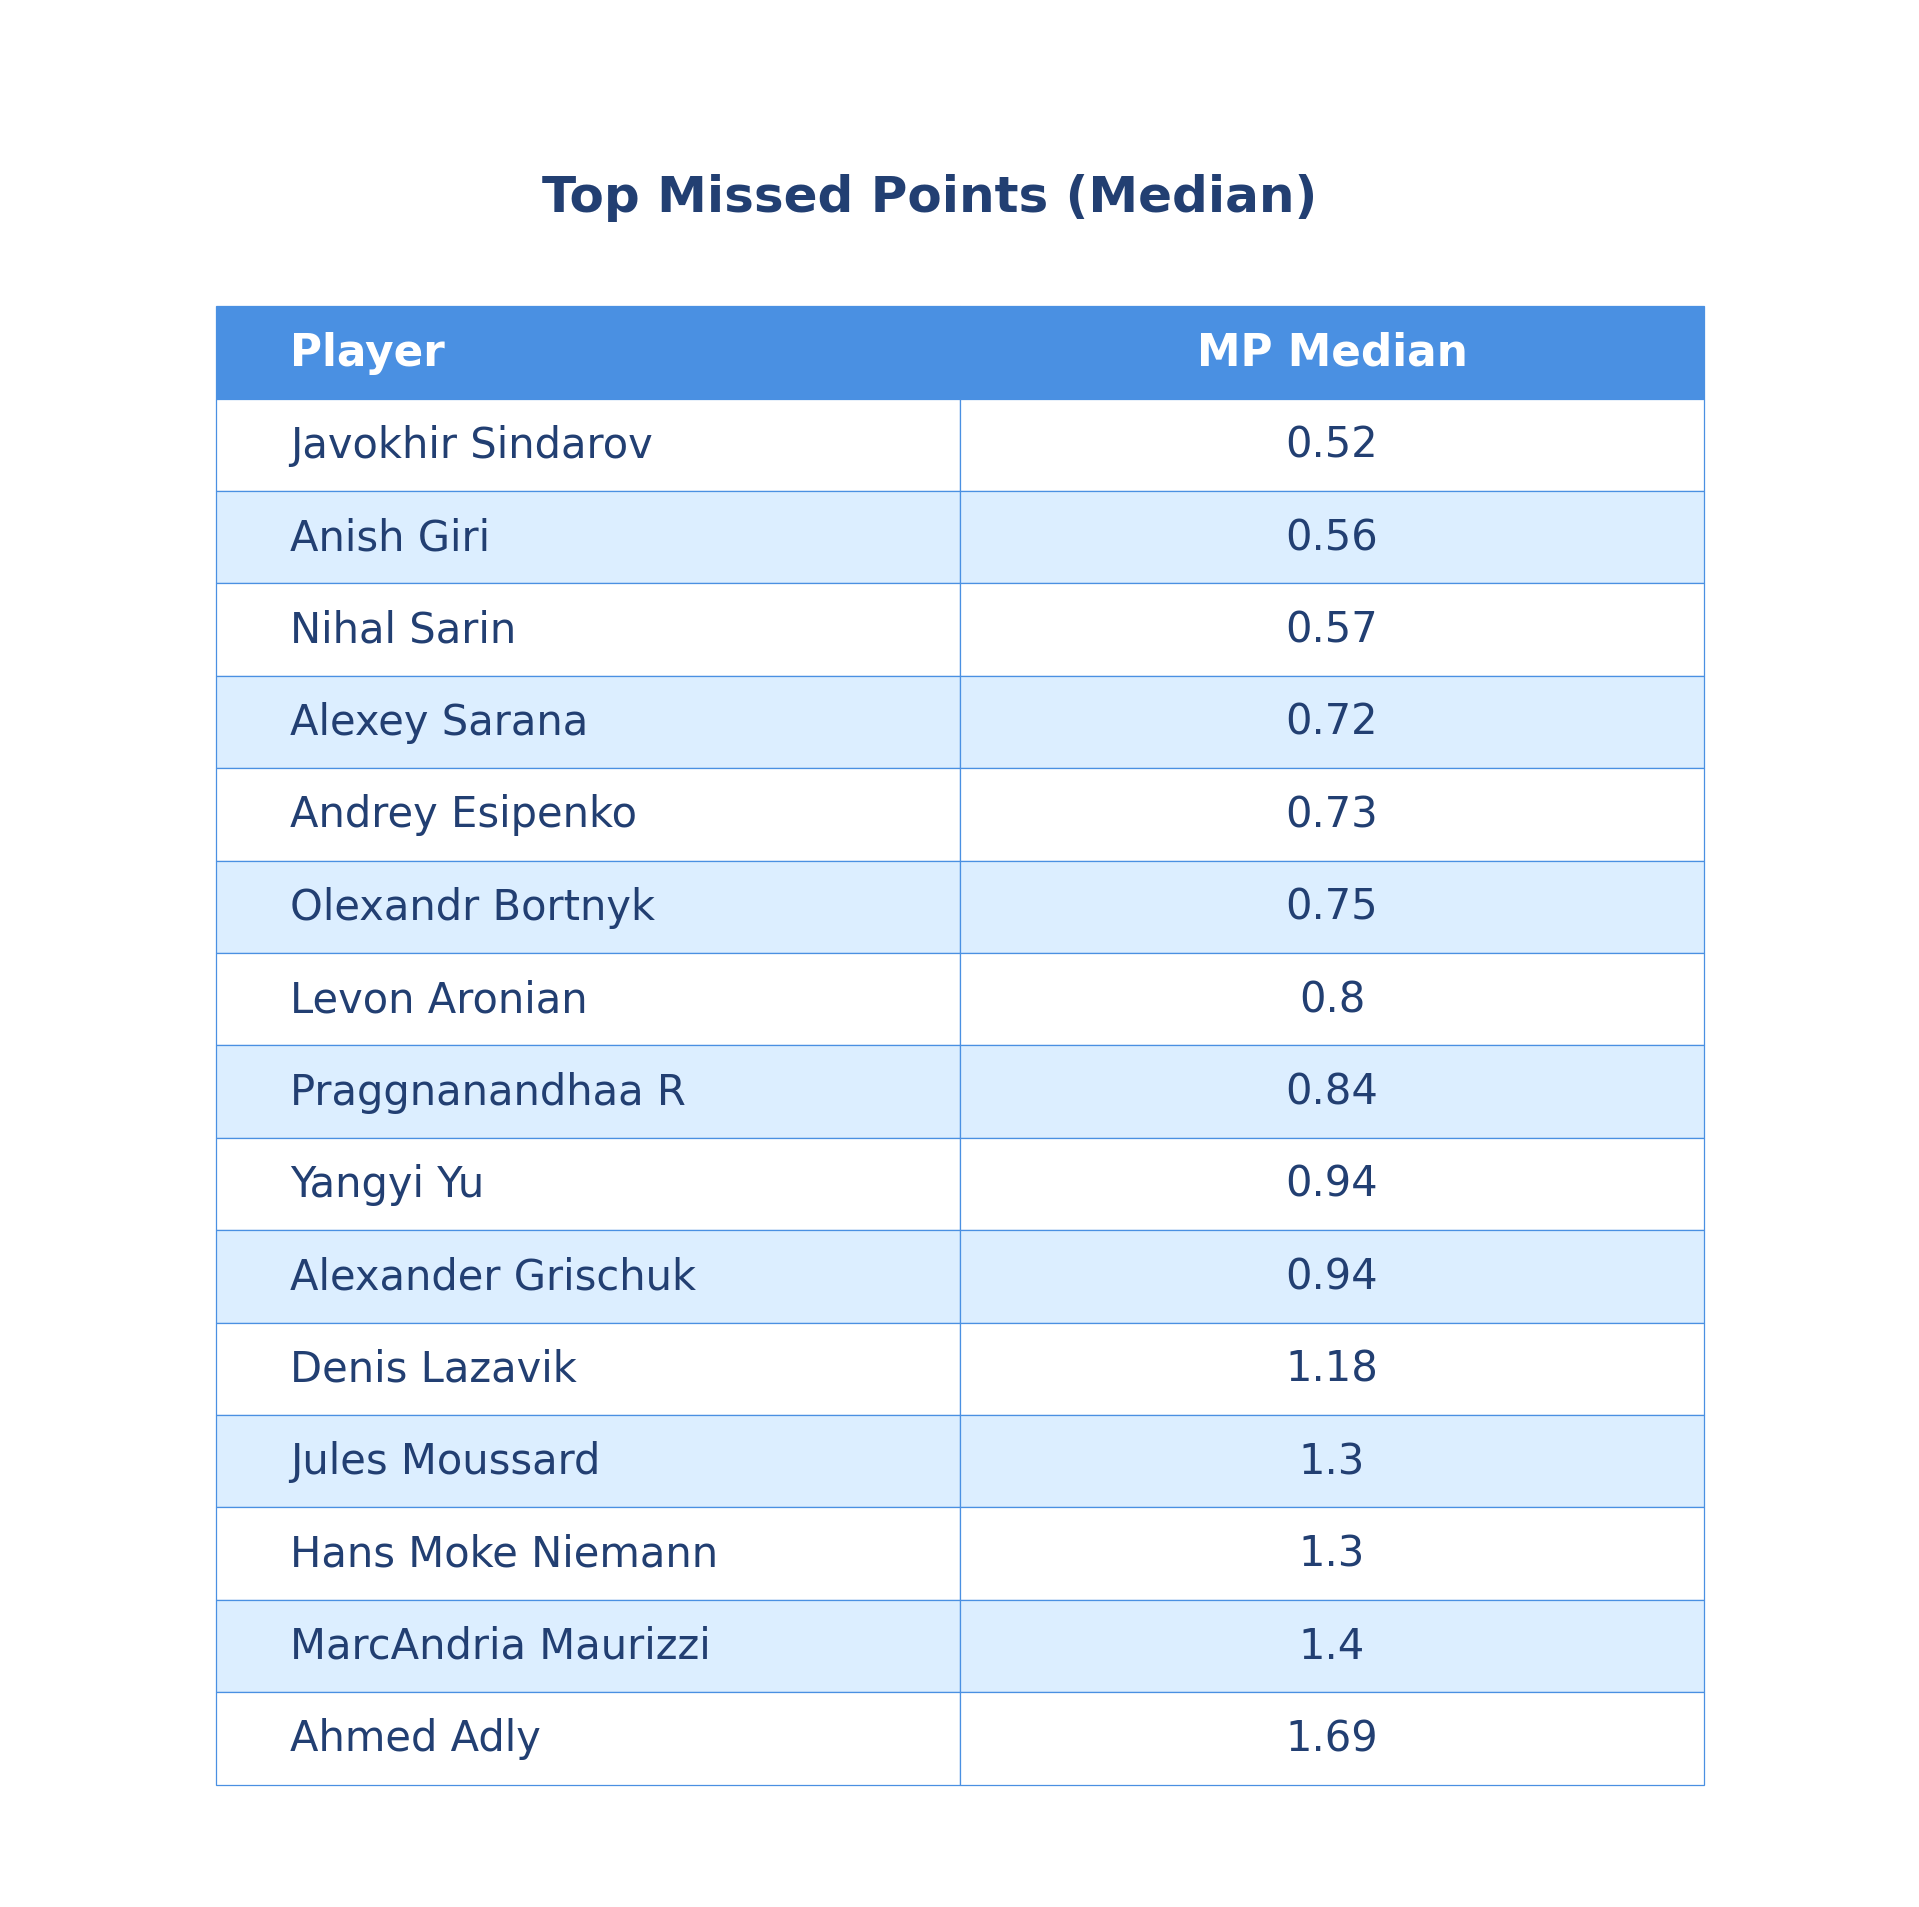 Top Missed Points (Median)
Player MP Median
Javokhir Sindarov 0.52
Anish Giri 0.56
Nihal Sarin 0.57
Alexey Sarana 0.72
Andrey Esipenko 0.73
Olexandr Bortnyk 0.75
Levon Aronian 0.8
Praggnanandhaa R 0.84
Yangyi Yu 0.94
Alexander Grischuk 0.94
Denis Lazavik 1.18
Jules Moussard 1.3
Hans Moke Niemann 1.3
MarcAndria Maurizzi 1.4
Ahmed Adly 1.69